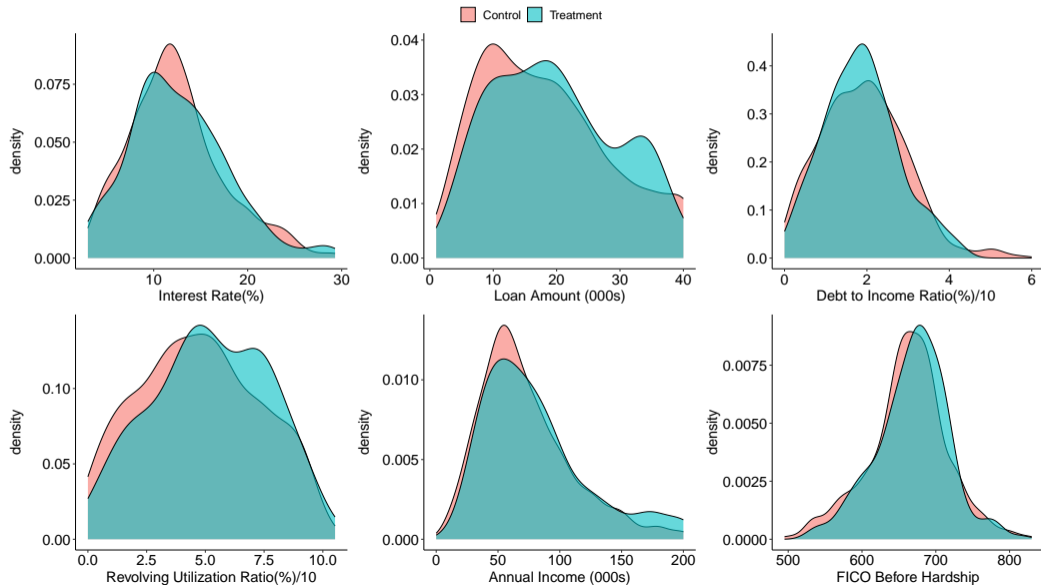 Control Treatment
density
0.075
0.050
0.025
0.000
10 20 30
Interest Rate(%)
density
0.04
0.03
0.02
0.01
0.00
0 10 20 30 40
Loan Amount (000s)
density
0.4
0.3
0.2
0.1
0.0
0 2 4 6
Debt to Income Ratio(%)/10
density
0.10
0.05
0.00
0.0 2.5 5.0 7.5 10.0
Revolving Utilization Ratio(%)/10
density
0.010
0.005
0.000
0 50 100 150 200
Annual Income (000s)
density
0.0075
0.0050
0.0025
0.0000
500 600 700 800
FICO Before Hardship